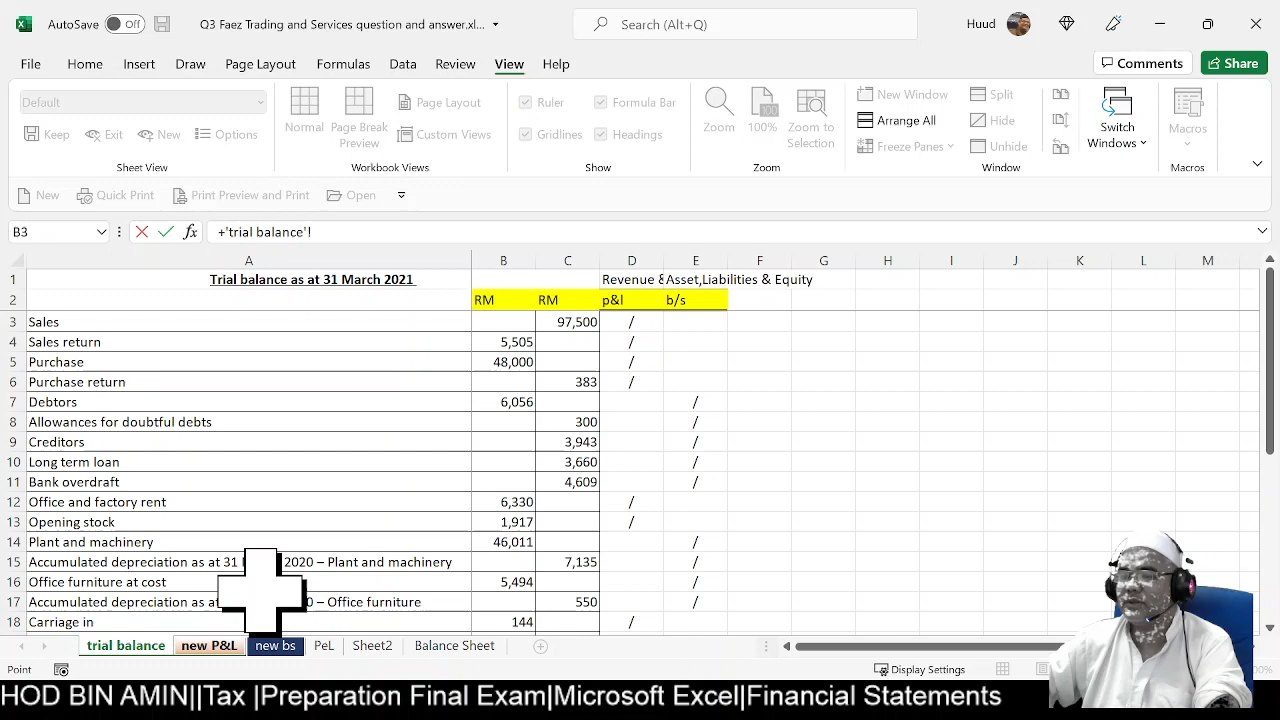 AutoSave Off Q3 Faez Trading and Services question and answer.xl... Search (Alt+Q) Huud
File Home Insert Draw Page Layout Formulas Data Review View Help Comments Share
Default Page Layout Ruler Formula Bar New Window Split
Keep Exit New Options Normal Page Break Preview Custom Views Gridlines Headings Zoom 100% Zoom to Selection Arrange All Hide Switch Windows Macros
Freeze Panes Unhide
Sheet View Workbook Views Show Zoom Window Macros
New Quick Print Print Preview and Print Open
B3 fx +'trial balance'!
A B C D E F G H I J K L M
1 Trial balance as at 31 March 2021 Revenue & Asset,Liabilities & Equity
2 RM RM p&l b/s
3 Sales 97,500 /
4 Sales return 5,505 /
5 Purchase 48,000 /
6 Purchase return 383 /
7 Debtors 6,056 /
8 Allowances for doubtful debts 300 /
9 Creditors 3,943 /
10 Long term loan 3,660 /
11 Bank overdraft 4,609 /
12 Office and factory rent 6,330 /
13 Opening stock 1,917 /
14 Plant and machinery 46,011 /
15 Accumulated depreciation as at 31 2020 – Plant and machinery 7,135 /
16 Office furniture at cost 5,494 /
17 Accumulated depreciation as at – Office furniture 550 /
18 Carriage in 144 /
trial balance new P&L new bs PeL Sheet2 Balance Sheet
Point Display Settings
HOD BIN AMIN||Tax |Preparation Final Exam|Microsoft Excel|Financial Statements